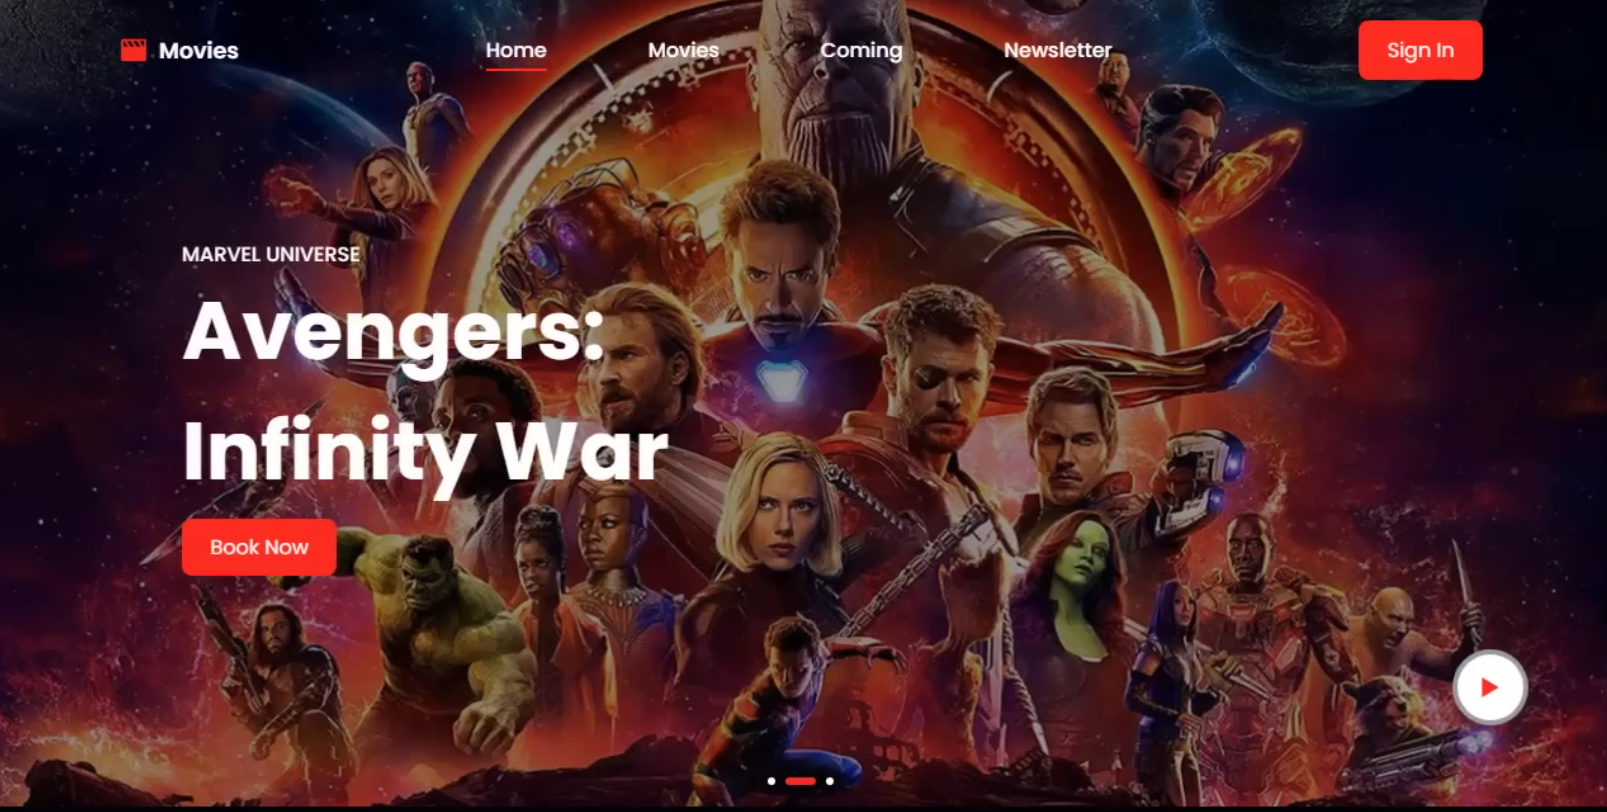 Movies
Home
Movies
Coming
Newsletter
Sign In
MARVEL UNIVERSE
Avengers:
Infinity War
Book Now